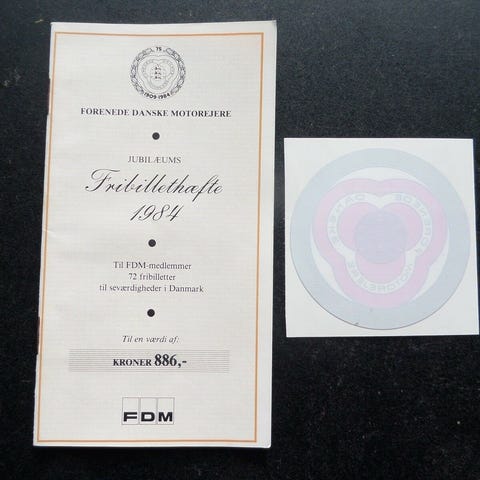 75
1909-1984
FORENEDE DANSKE MOTOREJERE
JUBILÆUMS
Fribillethæfte
1984
Til FDM-medlemmer
72 fribilletter
til seværdigheder i Danmark
Til en værdi af:
KRONER 886,-
FDM